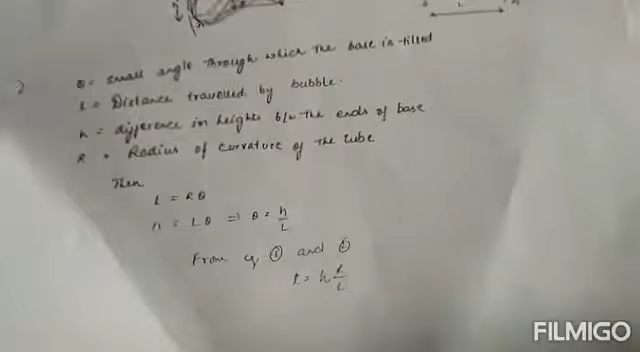 L
2
θ = small angle through which the base is tilted
l = Distance travelled by bubble.
h = difference in heights b/w the ends of base
R = Radius of curvature of the tube
Then
l = Rθ
h = Lθ ⇒ θ = h/L
From eq ① and ②
l = h R/L
FILMIGO